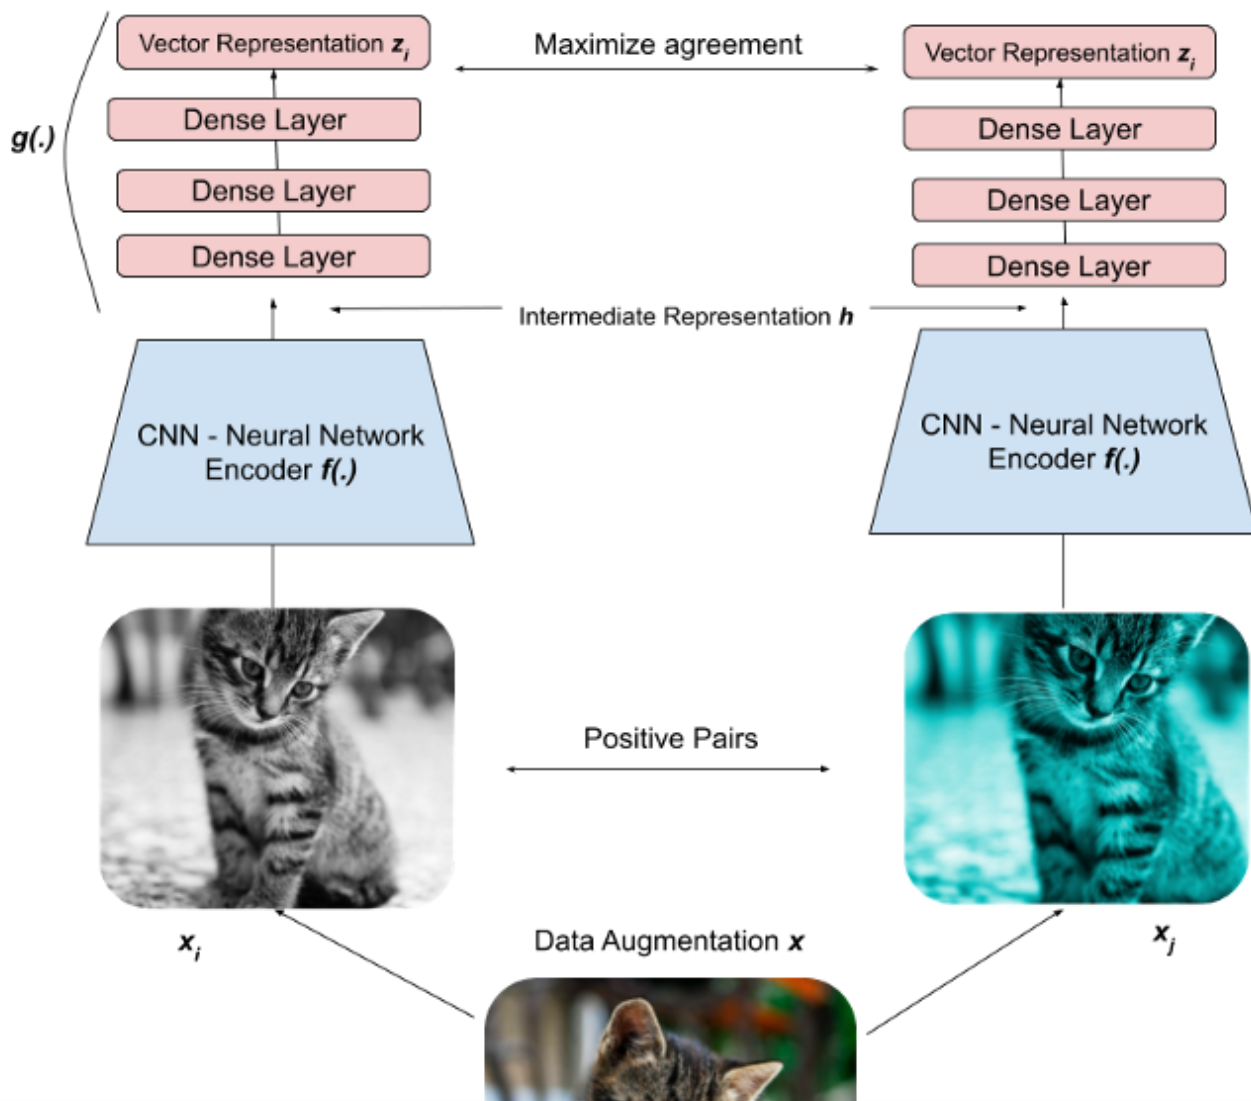 Vector Representation z_i
Maximize agreement
Vector Representation z_i
g(.)
Dense Layer
Dense Layer
Dense Layer
Dense Layer
Dense Layer
Dense Layer
Intermediate Representation h
CNN - Neural Network
Encoder f(.)
CNN - Neural Network
Encoder f(.)
Positive Pairs
x_i
Data Augmentation x
x_j